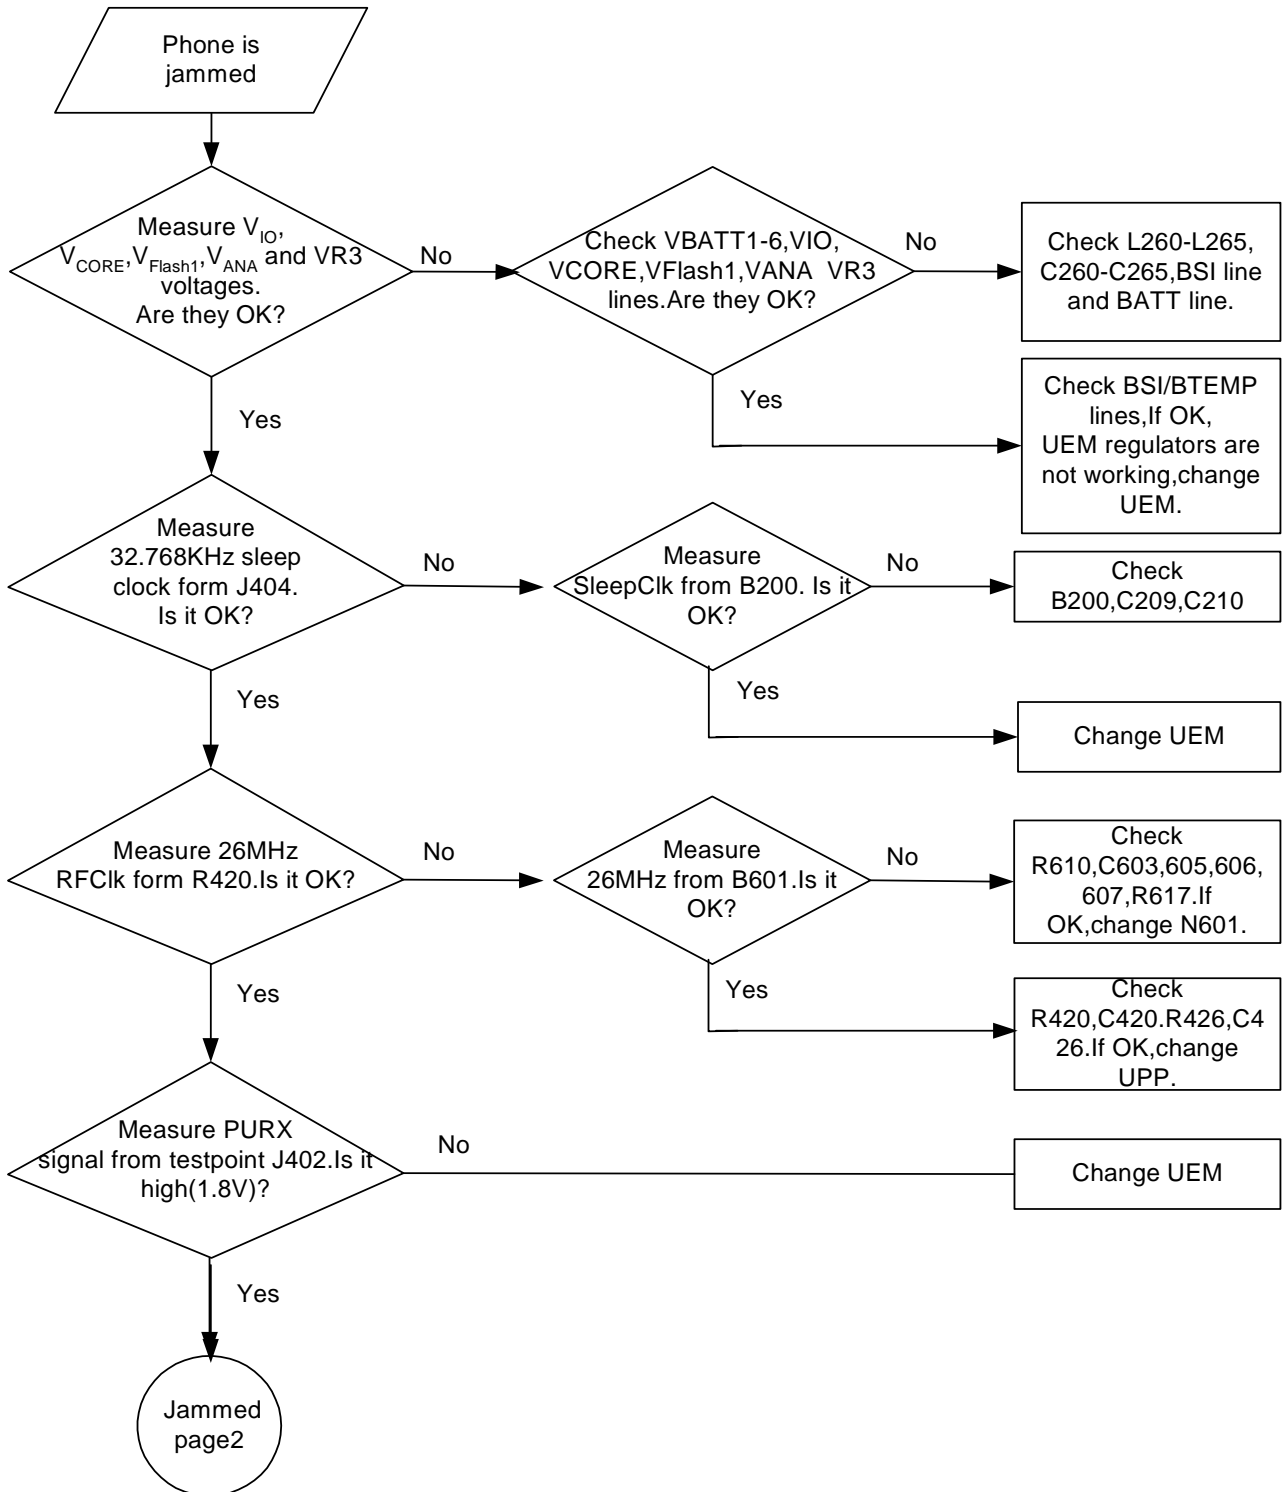 Phone is
jammed
Measure V_IO,
V_CORE,V_Flash1,V_ANA and VR3
voltages.
Are they OK?
No
Check VBATT1-6,VIO,
VCORE,VFlash1,VANA VR3
lines.Are they OK?
No
Check L260-L265,
C260-C265,BSI line
and BATT line.
Yes
Check BSI/BTEMP
lines,If OK,
UEM regulators are
not working,change
UEM.
Yes
Measure
32.768KHz sleep
clock form J404.
Is it OK?
No
Measure
SleepClk from B200. Is it
OK?
No
Check
B200,C209,C210
Yes
Change UEM
Yes
Measure 26MHz
RFClk form R420.Is it OK?
No
Measure
26MHz from B601.Is it
OK?
No
Check
R610,C603,605,606,
607,R617.If
OK,change N601.
Yes
Check
R420,C420.R426,C4
26.If OK,change
UPP.
Yes
Measure PURX
signal from testpoint J402.Is it
high(1.8V)?
No
Change UEM
Yes
Jammed
page2